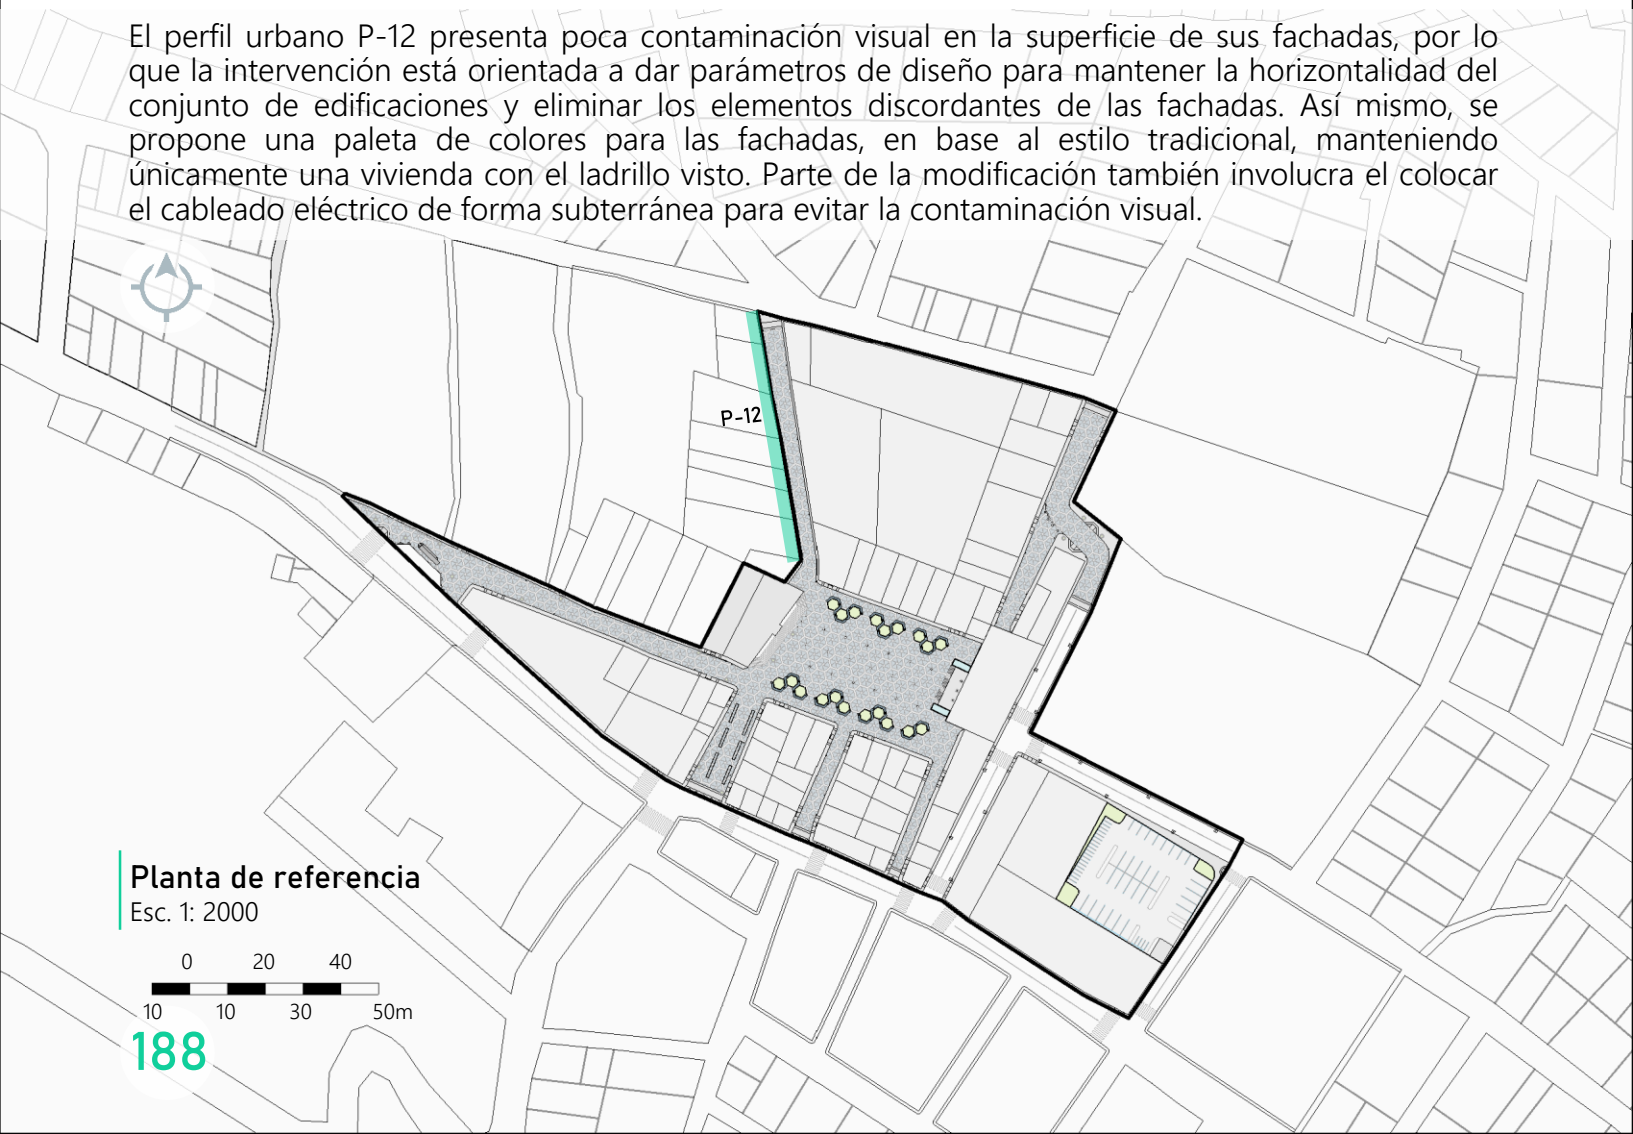 El perfil urbano P-12 presenta poca contaminación visual en la superficie de sus fachadas, por lo
que la intervención está orientada a dar parámetros de diseño para mantener la horizontalidad del
conjunto de edificaciones y eliminar los elementos discordantes de las fachadas. Así mismo, se
propone una paleta de colores para las fachadas, en base al estilo tradicional, manteniendo
únicamente una vivienda con el ladrillo visto. Parte de la modificación también involucra el colocar
el cableado eléctrico de forma subterránea para evitar la contaminación visual.
P-12
Planta de referencia
Esc. 1: 2000
0 20 40
10 10 30 50m
188